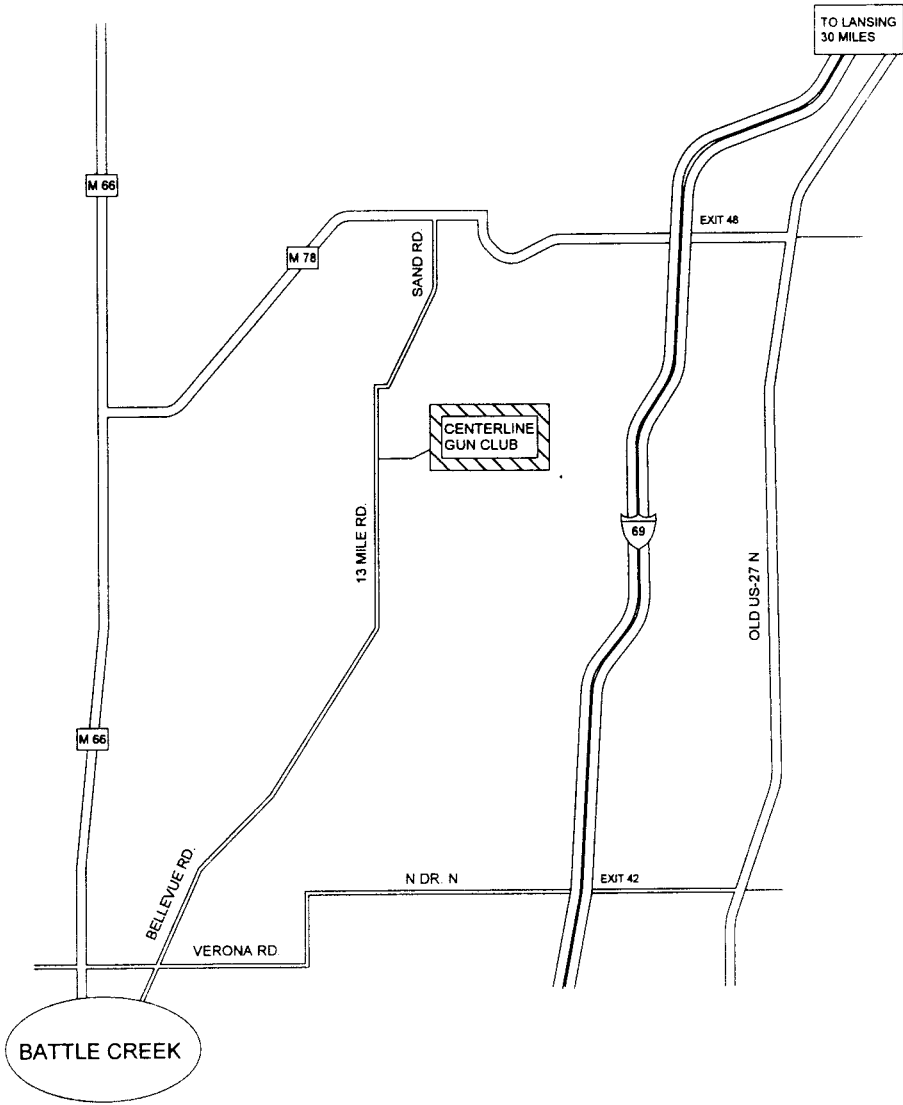 TO LANSING
30 MILES
M 66
EXIT 48
M 78
SAND RD.
CENTERLINE
GUN CLUB
69
13 MILE RD.
OLD US-27 N
M 66
BELLEVUE RD.
N DR. N
EXIT 42
VERONA RD.
BATTLE CREEK